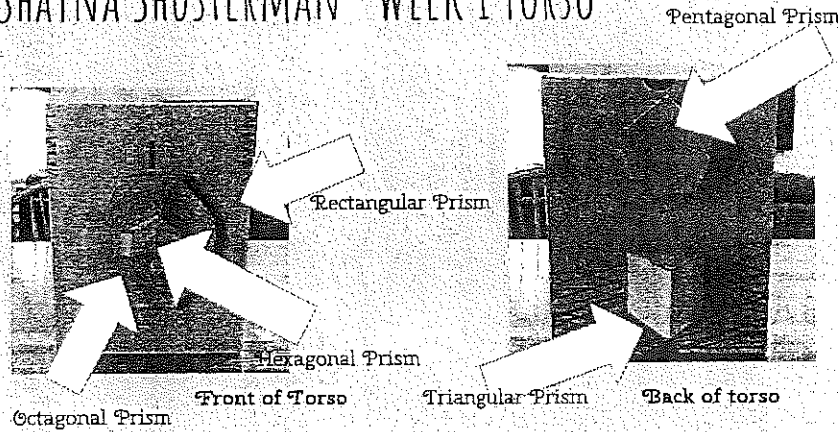 SHAINA SHUSTERMAN WEEK 1 TORSO
Pentagonal Prism
Rectangular Prism
Hexagonal Prism
Front of Torso
Triangular Prism
Back of torso
Octagonal Prism